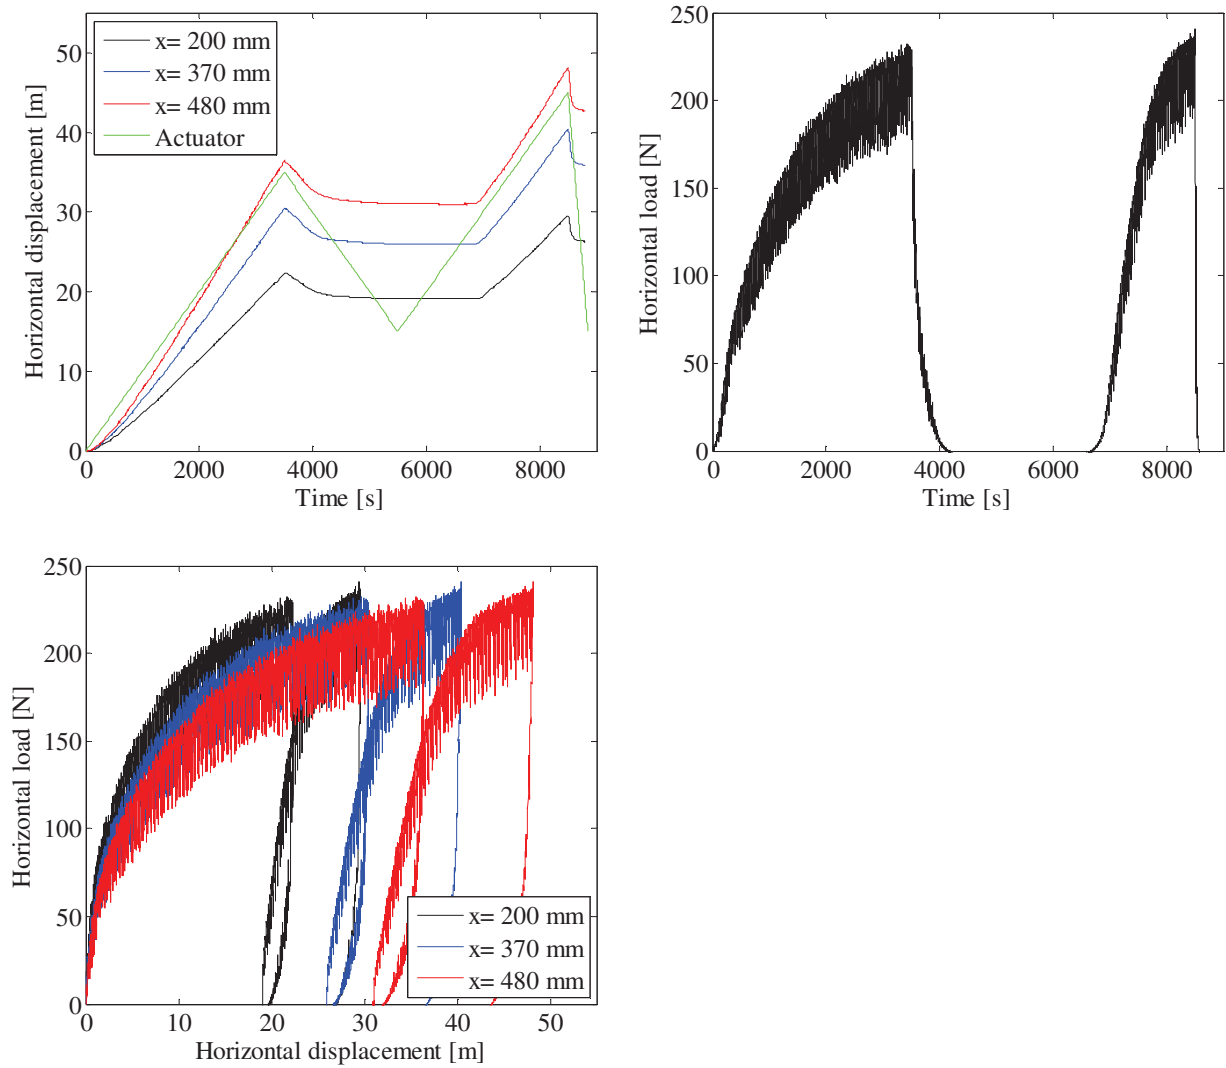 50
40
30
20
10
0
Horizontal displacement [m]
x= 200 mm
x= 370 mm
x= 480 mm
Actuator
0 2000 4000 6000 8000
Time [s]
250
200
150
100
50
0
Horizontal load [N]
0 2000 4000 6000 8000
Time [s]
250
200
150
100
50
0
Horizontal load [N]
x= 200 mm
x= 370 mm
x= 480 mm
0 10 20 30 40 50
Horizontal displacement [m]